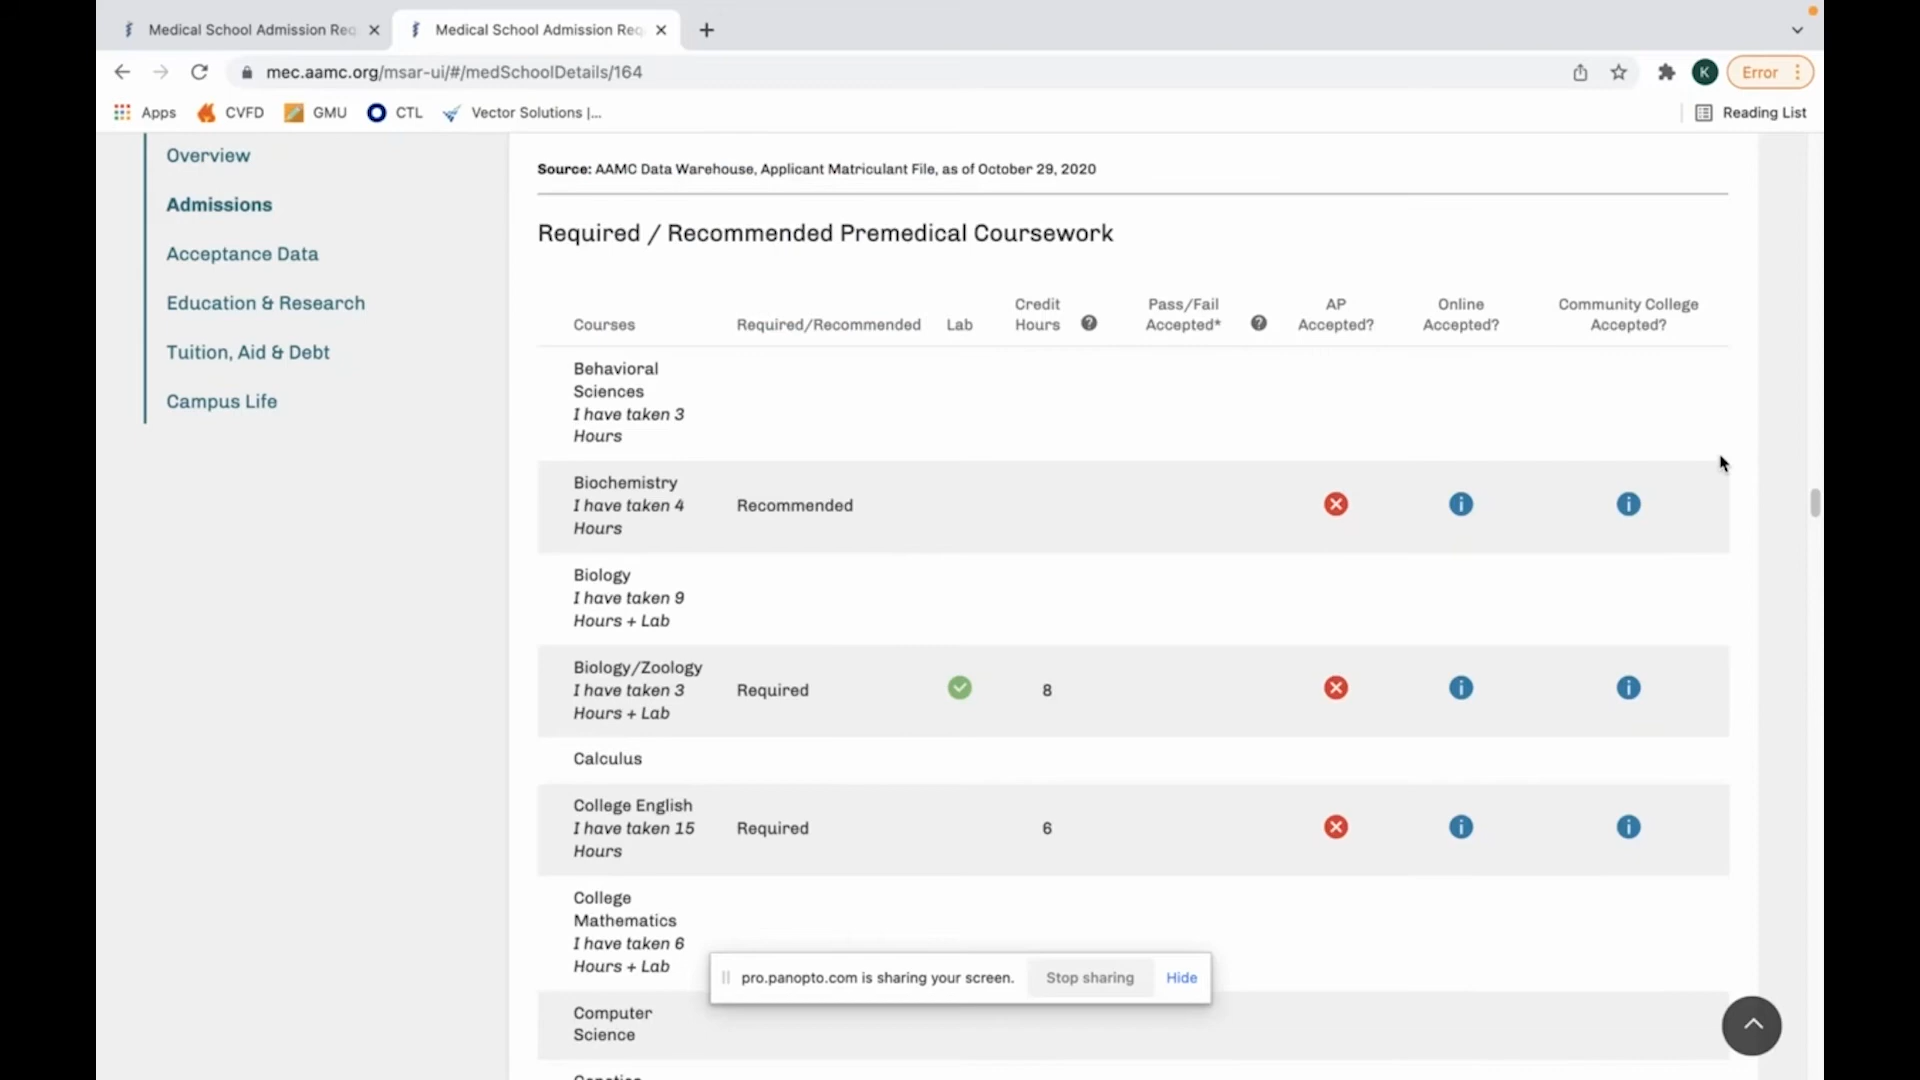 Medical School Admission Req
Medical School Admission Req
mec.aamc.org/msar-ui/#/medSchoolDetails/164
K
Error
Apps
CVFD
GMU
CTL
Vector Solutions |...
Reading List
Overview
Admissions
Acceptance Data
Education & Research
Tuition, Aid & Debt
Campus Life
Source: AAMC Data Warehouse, Applicant Matriculant File, as of October 29, 2020
Required / Recommended Premedical Coursework
Courses
Required/Recommended
Lab
Credit
Hours
?
Pass/Fail
Accepted*
?
AP
Accepted?
Online
Accepted?
Community College
Accepted?
Behavioral
Sciences
I have taken 3
Hours
Biochemistry
I have taken 4
Hours
Recommended
i
i
Biology
I have taken 9
Hours + Lab
Biology/Zoology
I have taken 3
Hours + Lab
Required
8
i
i
Calculus
College English
I have taken 15
Hours
Required
6
i
i
College
Mathematics
I have taken 6
Hours + Lab
pro.panopto.com is sharing your screen.
Stop sharing
Hide
Computer
Science